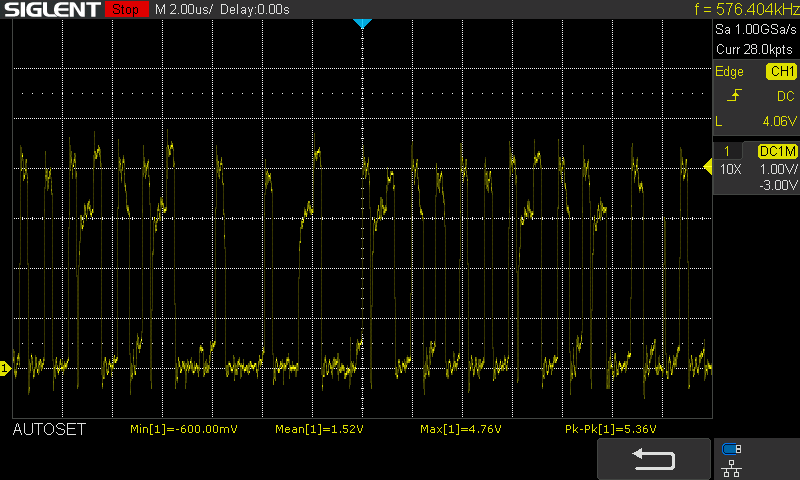 SIGLENT Stop M 2.00us/ Delay:0.00s f = 576.404kHz
Sa 1.00GSa/s
Curr 28.0kpts
Edge CH1
DC
L 4.06V
1 DC1M
10X 1.00V/
-3.00V
1
AUTOSET Min[1]=-600.00mV Mean[1]=1.52V Max[1]=4.76V Pk-Pk[1]=5.36V